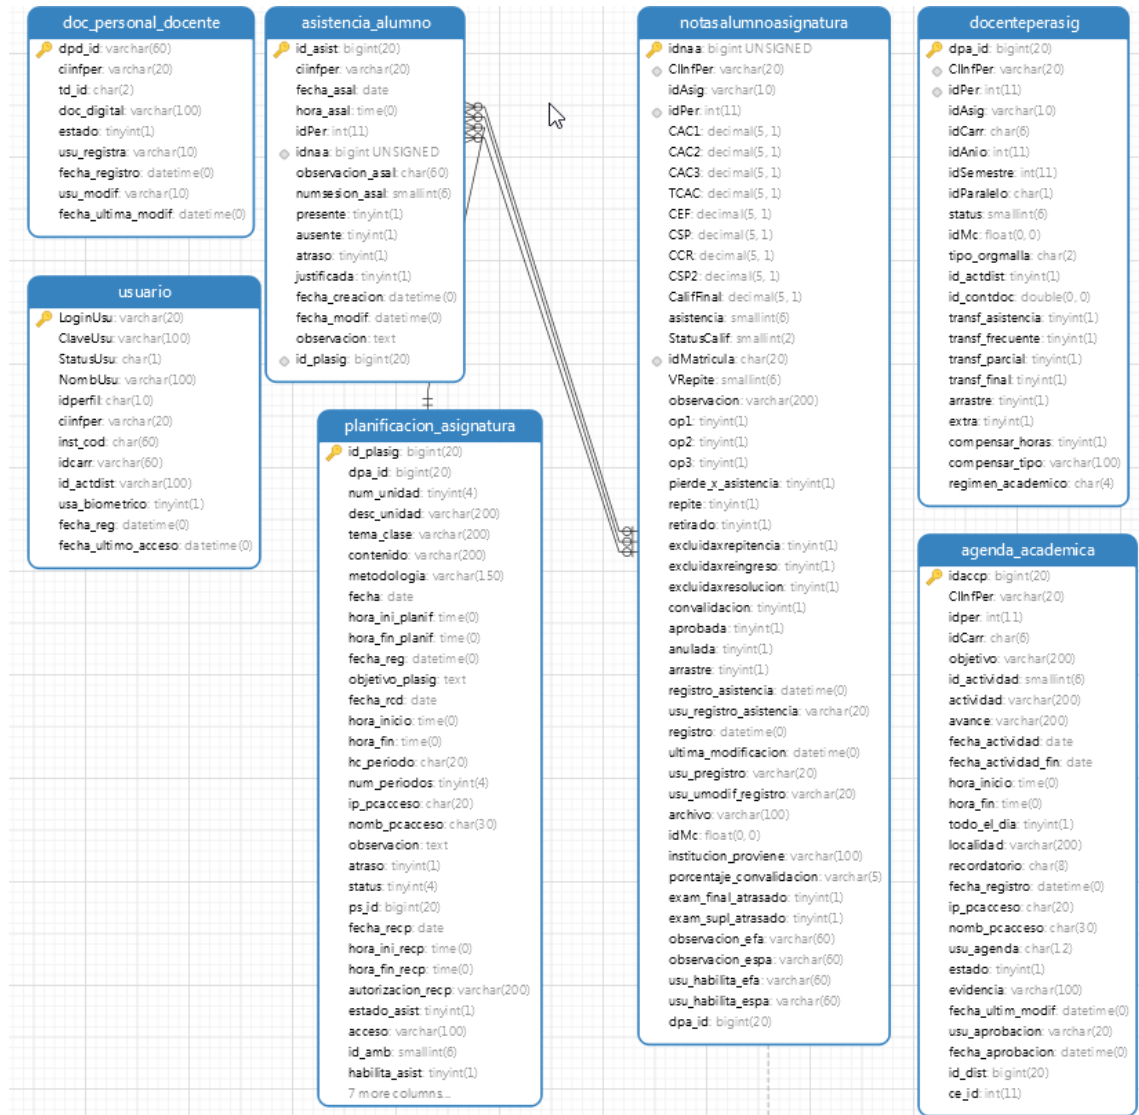 doc_personal_docente
dpd_id: varchar(60)
ciinfper: varchar(20)
td_id: char(2)
doc_digital: varchar(100)
estado: tinyint(1)
usu_registra: varchar(10)
fecha_registro: datetime(0)
usu_modif: varchar(10)
fecha_ultima_modif: datetime(0)
usuario
LoginUsu: varchar(20)
ClaveUsu: varchar(100)
StatusUsu: char(1)
NombUsu: varchar(100)
idperfil: char(10)
ciinfper: varchar(20)
inst_cod: char(60)
idcarr: varchar(60)
id_actdist: varchar(100)
usa_biometrico: tinyint(1)
fecha_reg: datetime(0)
fecha_ultimo_acceso: datetime(0)
asistencia_alumno
id_asist: bigint(20)
ciinfper: varchar(20)
fecha_asal: date
hora_asal: time(0)
idPer: int(11)
idnaa: bigint UNSIGNED
observacion_asal: char(60)
numsesion_asal: smallint(6)
presente: tinyint(1)
ausente: tinyint(1)
atraso: tinyint(1)
justificada: tinyint(1)
fecha_creacion: datetime(0)
fecha_modif: datetime(0)
observacion: text
id_plasig: bigint(20)
planificacion_asignatura
id_plasig: bigint(20)
dpa_id: bigint(20)
num_unidad: tinyint(4)
desc_unidad: varchar(200)
tema_clase: varchar(200)
contenido: varchar(200)
metodologia: varchar(150)
fecha: date
hora_ini_planif: time(0)
hora_fin_planif: time(0)
fecha_reg: datetime(0)
objetivo_plasig: text
fecha_rcd: date
hora_inicio: time(0)
hora_fin: time(0)
hc_periodo: char(20)
num_periodos: tinyint(4)
ip_pcacceso: char(20)
nomb_pcacceso: char(30)
observacion: text
atraso: tinyint(1)
status: tinyint(4)
ps_id: bigint(20)
fecha_recp: date
hora_ini_recp: time(0)
hora_fin_recp: time(0)
autorizacion_recp: varchar(200)
estado_asist: tinyint(1)
acceso: varchar(100)
id_amb: smallint(6)
habilita_asist: tinyint(1)
7 more columns...
notasalumnoasignatura
idnaa: bigint UNSIGNED
CIInfPer: varchar(20)
idAsig: varchar(10)
idPer: int(11)
CAC1: decimal(5, 1)
CAC2: decimal(5, 1)
CAC3: decimal(5, 1)
TCAC: decimal(5, 1)
CEF: decimal(5, 1)
CSP: decimal(5, 1)
CCR: decimal(5, 1)
CSP2: decimal(5, 1)
CalifFinal: decimal(5, 1)
asistencia: smallint(6)
StatusCalif: smallint(2)
idMatricula: char(20)
VRepite: smallint(6)
observacion: varchar(200)
op1: tinyint(1)
op2: tinyint(1)
op3: tinyint(1)
pierde_x_asistencia: tinyint(1)
repite: tinyint(1)
retirado: tinyint(1)
excluidaxrepitencia: tinyint(1)
excluidaxreingreso: tinyint(1)
excluidaxresolucion: tinyint(1)
convalidacion: tinyint(1)
aprobada: tinyint(1)
anulada: tinyint(1)
arrastre: tinyint(1)
registro_asistencia: datetime(0)
usu_registro_asistencia: varchar(20)
registro: datetime(0)
ultima_modificacion: datetime(0)
usu_pregistro: varchar(20)
usu_umodif_registro: varchar(20)
archivo: varchar(100)
idMc: float(0, 0)
institucion_proviene: varchar(100)
porcentaje_convalidacion: varchar(5)
exam_final_atrasado: tinyint(1)
exam_supl_atrasado: tinyint(1)
observacion_efa: varchar(60)
observacion_espa: varchar(60)
usu_habilita_efa: varchar(60)
usu_habilita_espa: varchar(60)
dpa_id: bigint(20)
docenteperasig
dpa_id: bigint(20)
CIInfPer: varchar(20)
idPer: int(11)
idAsig: varchar(10)
idCarr: char(6)
idAnio: int(11)
idSemestre: int(11)
idParalelo: char(1)
status: smallint(6)
idMc: float(0, 0)
tipo_orgmalla: char(2)
id_actdist: tinyint(1)
id_contdoc: double(0, 0)
transf_asistencia: tinyint(1)
transf_frecuente: tinyint(1)
transf_parcial: tinyint(1)
transf_final: tinyint(1)
arrastre: tinyint(1)
extra: tinyint(1)
compensar_horas: tinyint(1)
compensar_tipo: varchar(100)
regimen_academico: char(4)
agenda_academica
idaccp: bigint(20)
CIInfPer: varchar(20)
idper: int(11)
idCarr: char(6)
objetivo: varchar(200)
id_actividad: smallint(6)
actividad: varchar(200)
avance: varchar(200)
fecha_actividad: date
fecha_actividad_fin: date
hora_inicio: time(0)
hora_fin: time(0)
todo_el_dia: tinyint(1)
localidad: varchar(200)
recordatorio: char(8)
fecha_registro: datetime(0)
ip_pcacceso: char(20)
nomb_pcacceso: char(30)
usu_agenda: char(12)
estado: tinyint(1)
evidencia: varchar(100)
fecha_ultim_modif: datetime(0)
usu_aprobacion: varchar(20)
fecha_aprobacion: datetime(0)
id_dist: bigint(20)
ce_id: int(11)